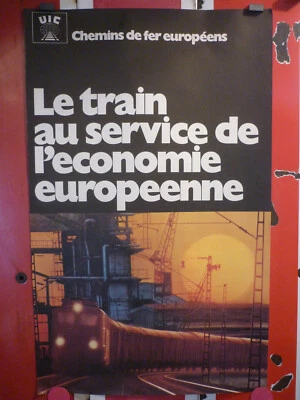 UIC
Chemins de fer européens
Le train
au service de
l'economie
europeenne